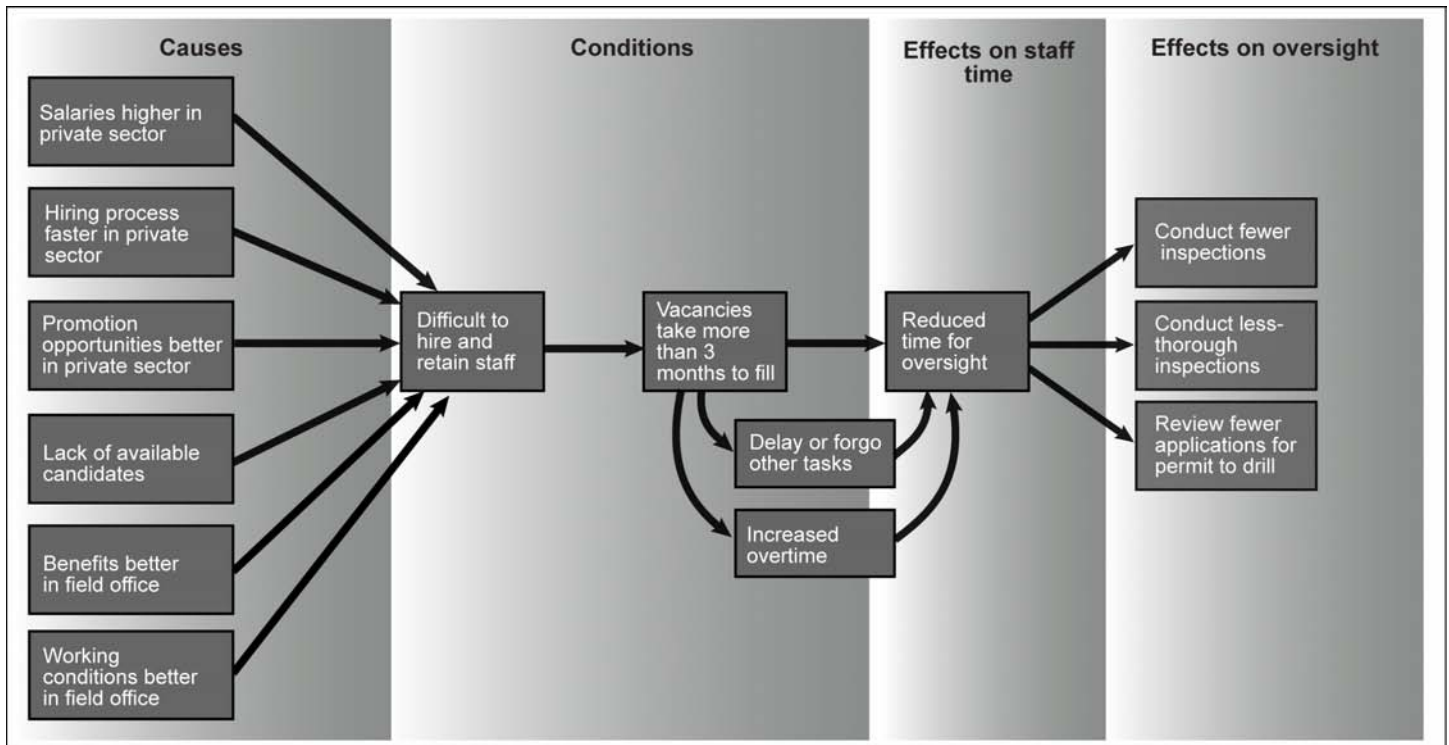 Causes
Conditions
Effects on staff
time
Effects on oversight
Salaries higher in
private sector
Hiring process
faster in private
sector
Promotion
opportunities better
in private sector
Lack of available
candidates
Benefits better
in field office
Working
conditions better
in field office
Difficult to
hire and
retain staff
Vacancies
take more
than 3
months to fill
Delay or forgo
other tasks
Increased
overtime
Reduced
time for
oversight
Conduct fewer
inspections
Conduct less-
thorough
inspections
Review fewer
applications for
permit to drill